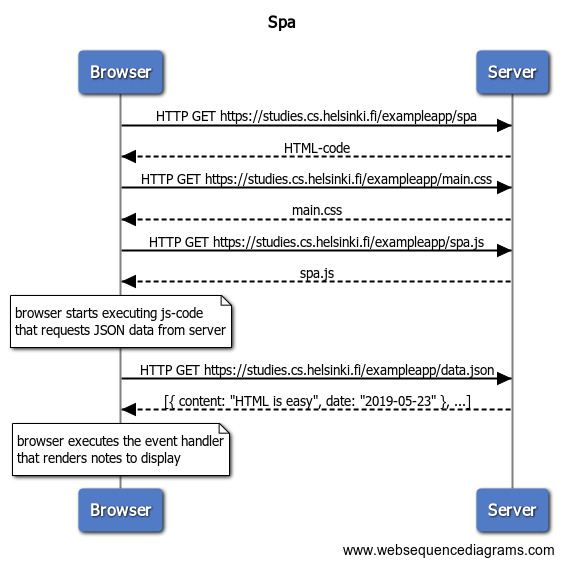 Spa
Browser
Server
HTTP GET https://studies.cs.helsinki.fi/exampleapp/spa
HTML-code
HTTP GET https://studies.cs.helsinki.fi/exampleapp/main.css
main.css
HTTP GET https://studies.cs.helsinki.fi/exampleapp/spa.js
spa.js
browser starts executing js-code
that requests JSON data from server
HTTP GET https://studies.cs.helsinki.fi/exampleapp/data.json
[{ content: "HTML is easy", date: "2019-05-23" }, ...]
browser executes the event handler
that renders notes to display
Browser
Server
www.websequencediagrams.com